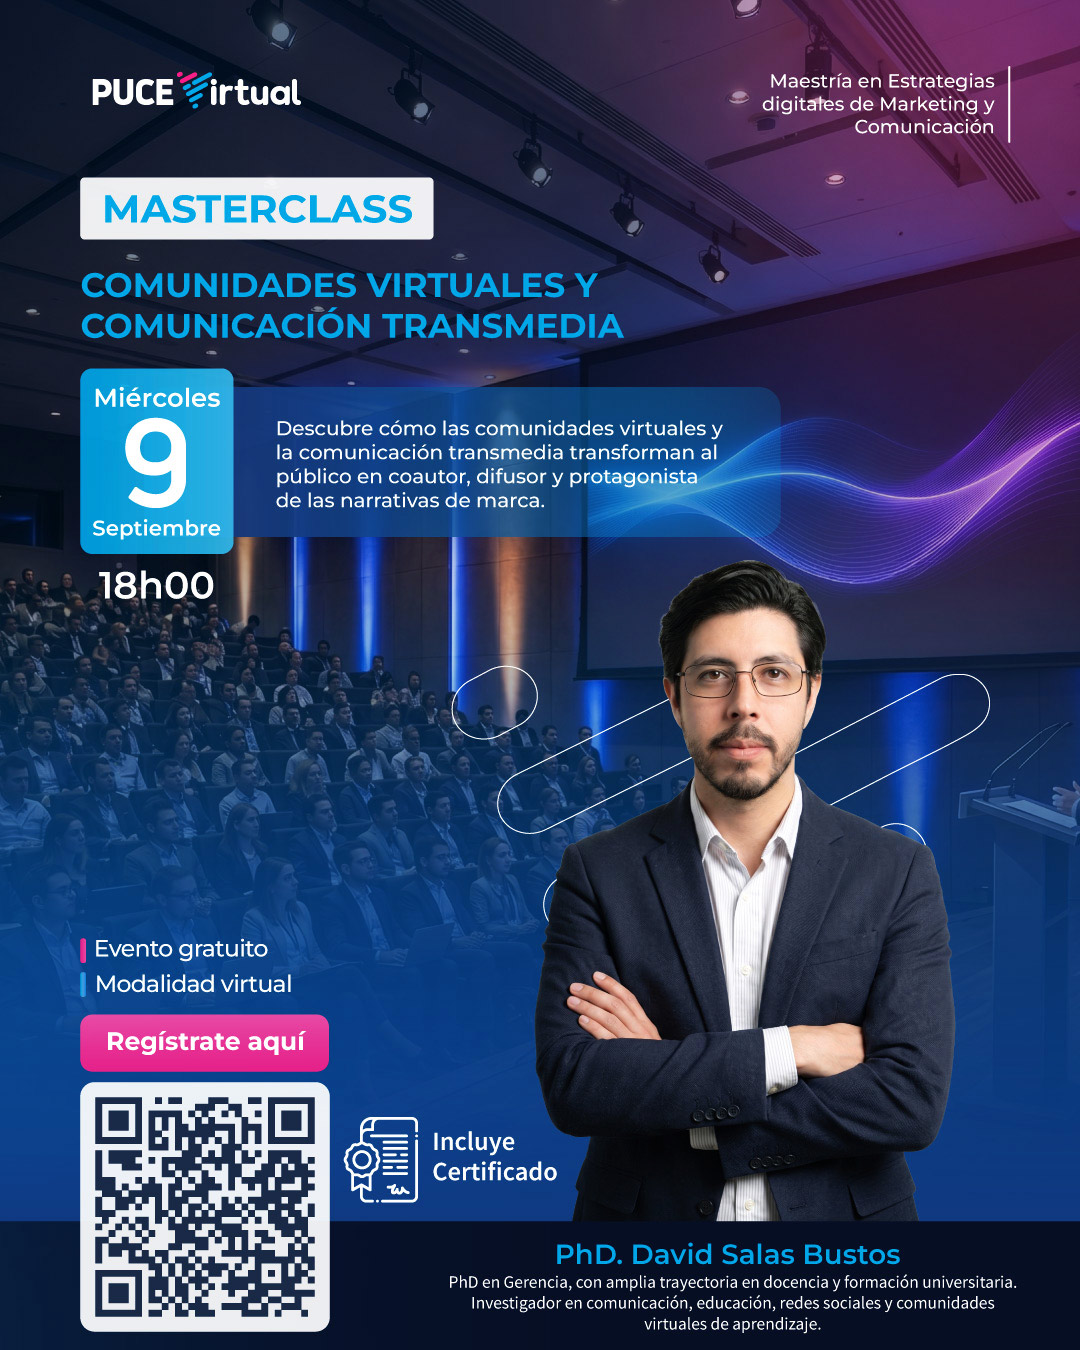 PUCE Virtual
Maestría en Estrategias
digitales de Marketing y
Comunicación
MASTERCLASS
COMUNIDADES VIRTUALES Y
COMUNICACIÓN TRANSMEDIA
Miércoles
9
Septiembre
18h00
Descubre cómo las comunidades virtuales y
la comunicación transmedia transforman al
público en coautor, difusor y protagonista
de las narrativas de marca.
Evento gratuito
Modalidad virtual
Regístrate aquí
Incluye
Certificado
PhD. David Salas Bustos
PhD en Gerencia, con amplia trayectoria en docencia y formación universitaria.
Investigador en comunicación, educación, redes sociales y comunidades
virtuales de aprendizaje.